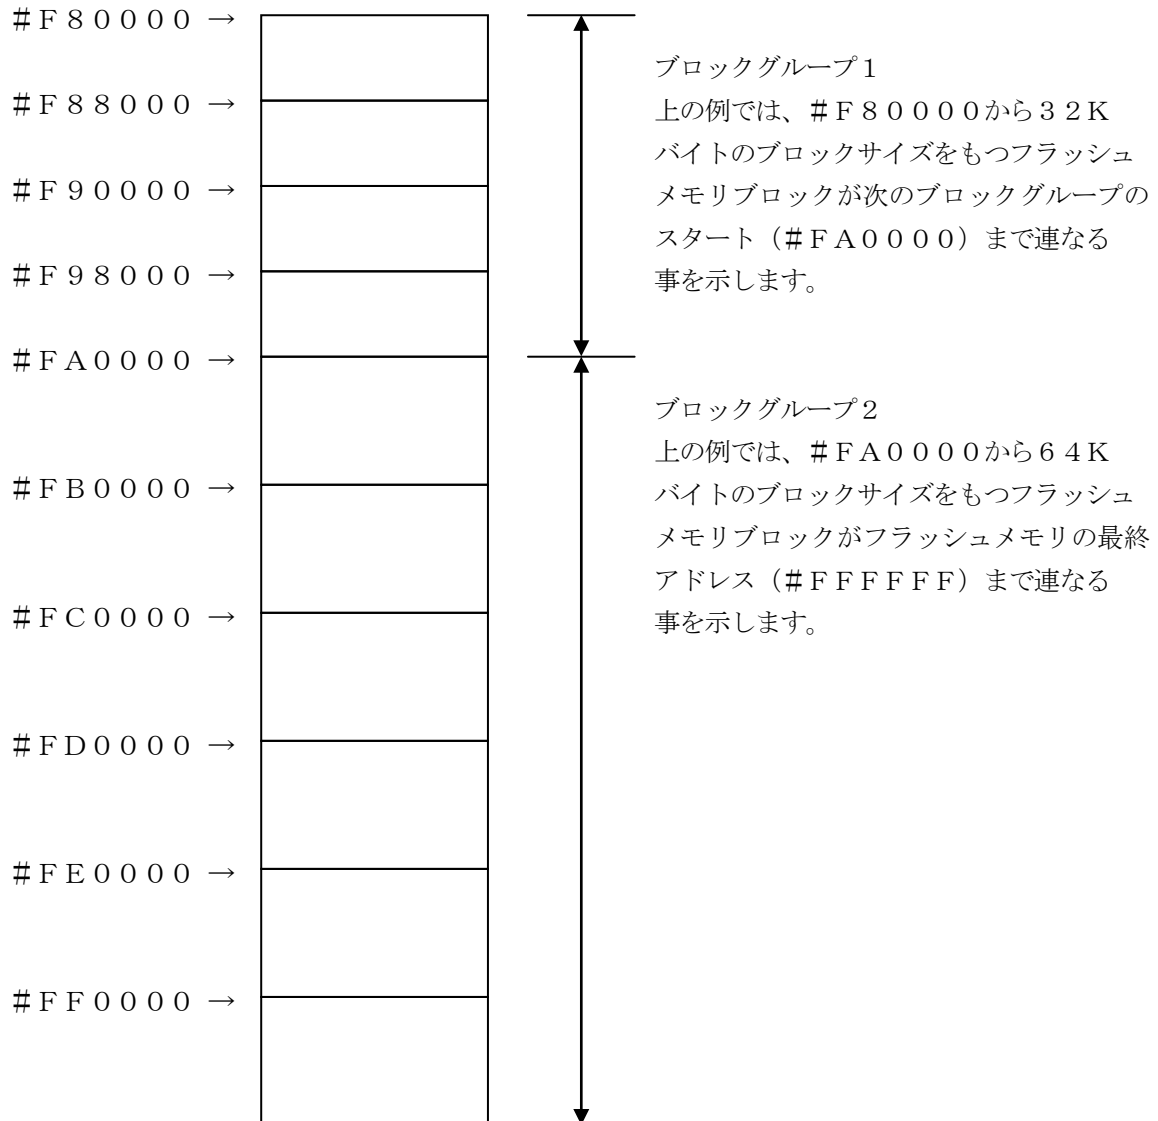 #F80000 →
ブロックグループ1
#F88000 →
上の例では、#F80000から32K
バイトのブロックサイズをもつフラッシュ
#F90000 →
メモリブロックが次のブロックグループの
スタート(#FA0000)まで連なる
#F98000 →
事を示します。
#FA0000 →
ブロックグループ2
上の例では、#FA0000から64K
#FB0000 →
バイトのブロックサイズをもつフラッシュ
メモリブロックがフラッシュメモリの最終
アドレス(#FFFFFF)まで連なる
#FC0000 →
事を示します。
#FD0000 →
#FE0000 →
#FF0000 →